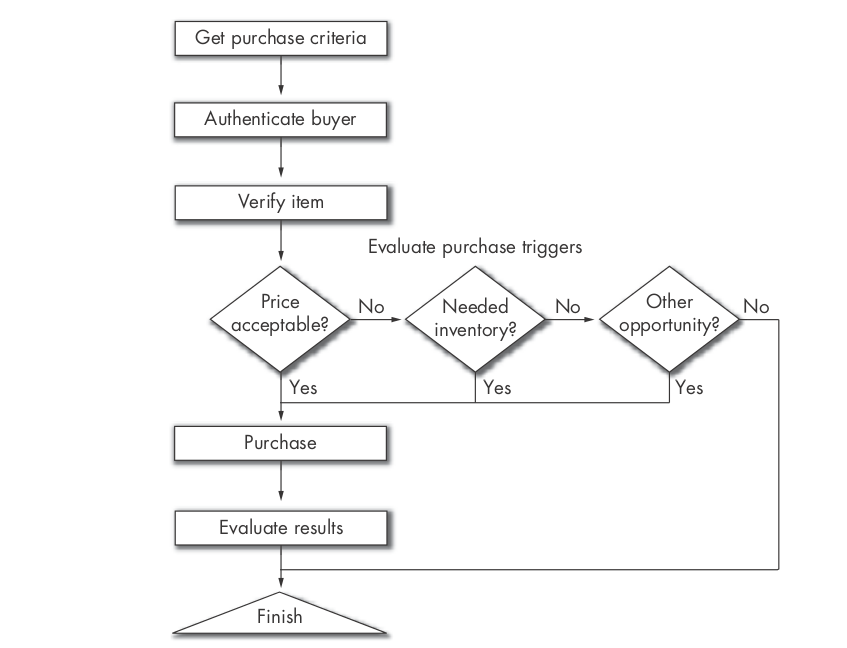 Get purchase criteria
Authenticate buyer
Verify item
Evaluate purchase triggers
Price
acceptable?
No
Needed
inventory?
No
Other
opportunity?
No
Yes
Yes
Yes
Purchase
Evaluate results
Finish